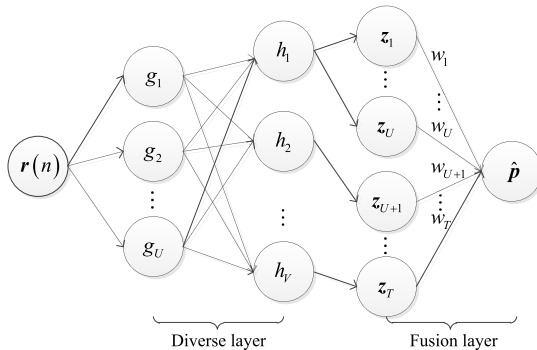 r(n)
g1
g2
⋮
gU
h1
h2
⋮
hV
z1
⋮
zU
zU+1
⋮
zT
w1
⋮
wU
wU+1
⋮
wT
p̂
Diverse layer
Fusion layer